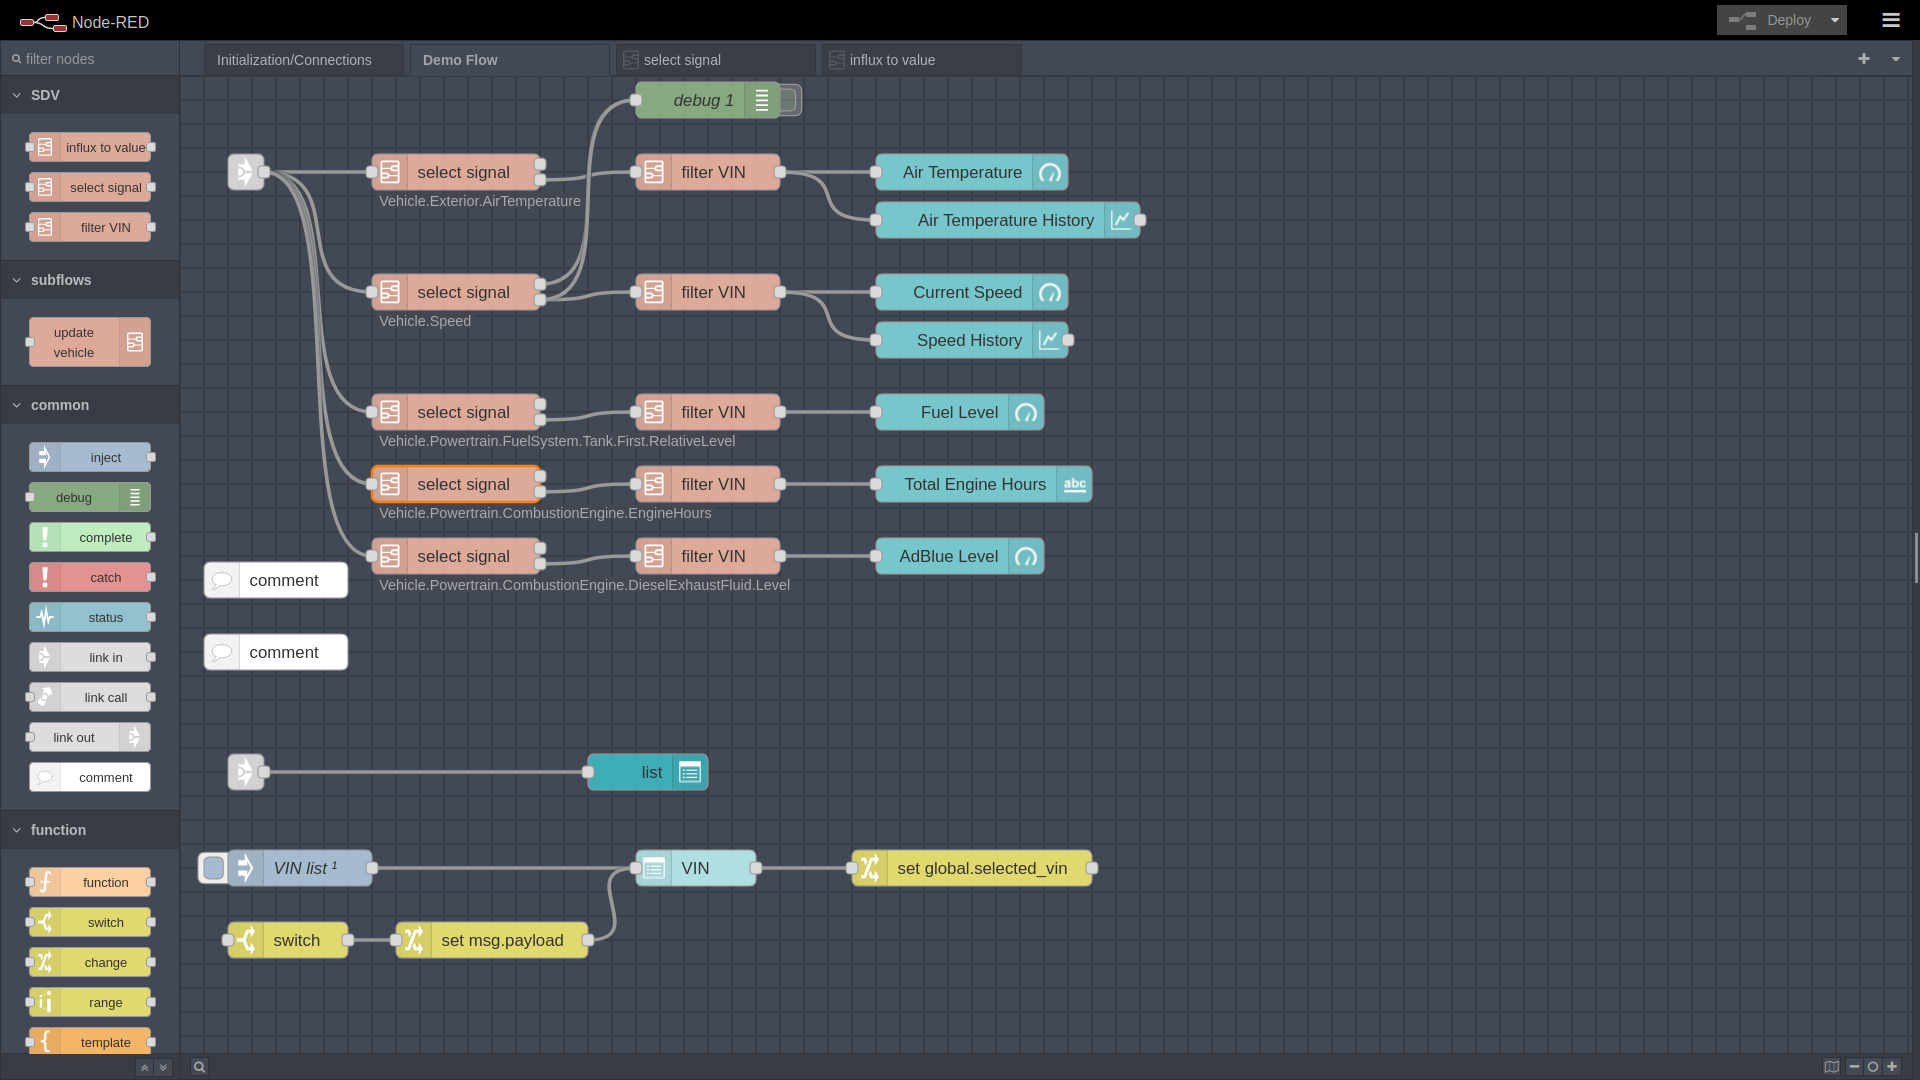 Node-RED
Deploy
filter nodes
Initialization/Connections
Demo Flow
select signal
influx to value
SDV
influx to value
select signal
filter VIN
subflows
update
vehicle
common
inject
debug
complete
catch
status
link in
link call
link out
comment
function
function
switch
change
range
template
debug 1
select signal
Vehicle.Exterior.AirTemperature
filter VIN
Air Temperature
Air Temperature History
select signal
Vehicle.Speed
filter VIN
Current Speed
Speed History
select signal
Vehicle.Powertrain.FuelSystem.Tank.First.RelativeLevel
filter VIN
Fuel Level
select signal
Vehicle.Powertrain.CombustionEngine.EngineHours
filter VIN
Total Engine Hours
abc
select signal
Vehicle.Powertrain.CombustionEngine.DieselExhaustFluid.Level
filter VIN
AdBlue Level
comment
comment
list
VIN list ¹
VIN
set global.selected_vin
switch
set msg.payload